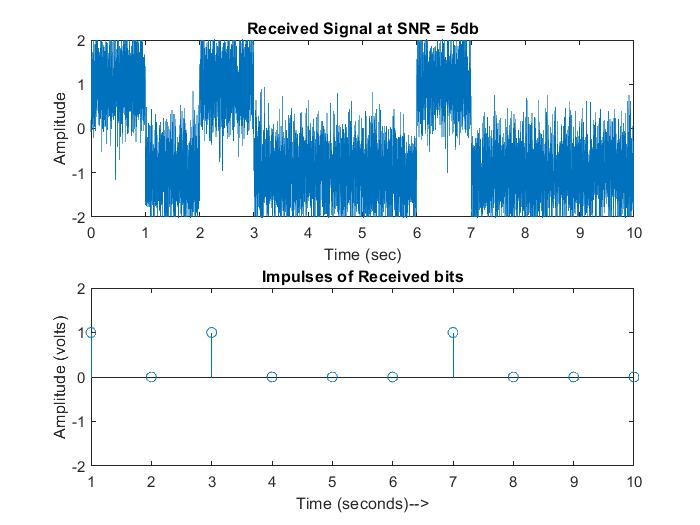 Received Signal at SNR = 5db
2
1
0
-1
-2
Amplitude
0 1 2 3 4 5 6 7 8 9 10
Time (sec)
Impulses of Received bits
2
1
0
-1
-2
Amplitude (volts)
1 2 3 4 5 6 7 8 9 10
Time (seconds)-->